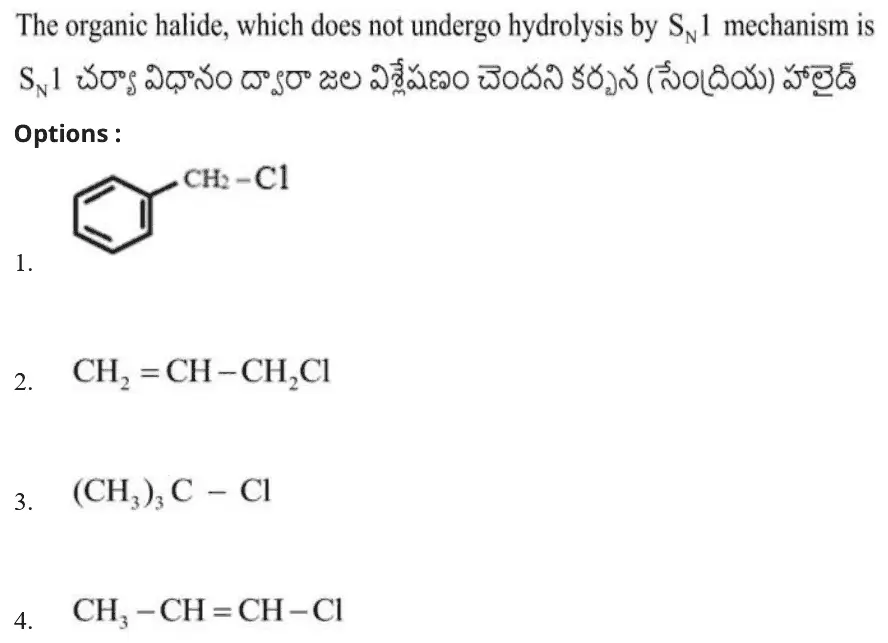 The organic halide, which does not undergo hydrolysis by S_N1 mechanism is
S_N1 చర్యా విధానం ద్వారా జల విశ్లేషణం చెందని కర్బన (సేంద్రియ) హాలైడ్
Options :
CH₂ – Cl
1.
2. CH₂ = CH – CH₂Cl
3. (CH₃)₃ C – Cl
4. CH₃ – CH = CH – Cl